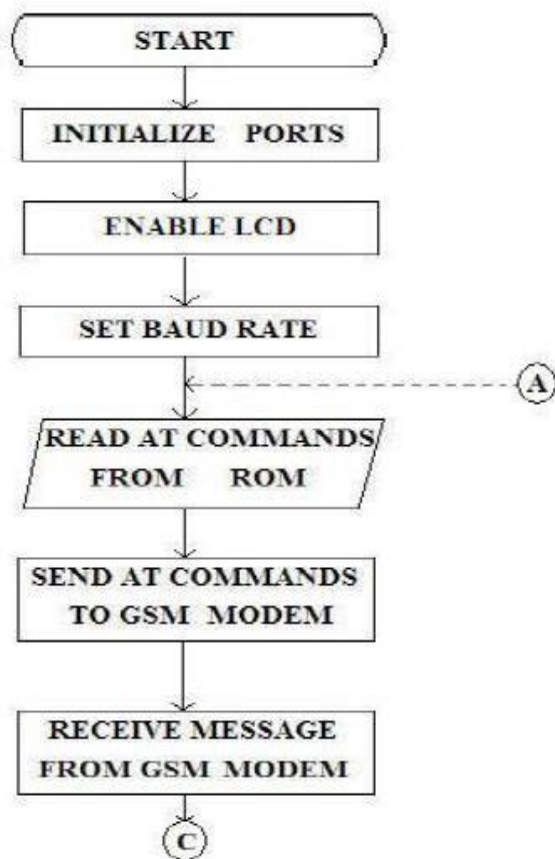 START
INITIALIZE PORTS
ENABLE LCD
SET BAUD RATE
A
READ AT COMMANDS
FROM ROM
SEND AT COMMANDS
TO GSM MODEM
RECEIVE MESSAGE
FROM GSM MODEM
C